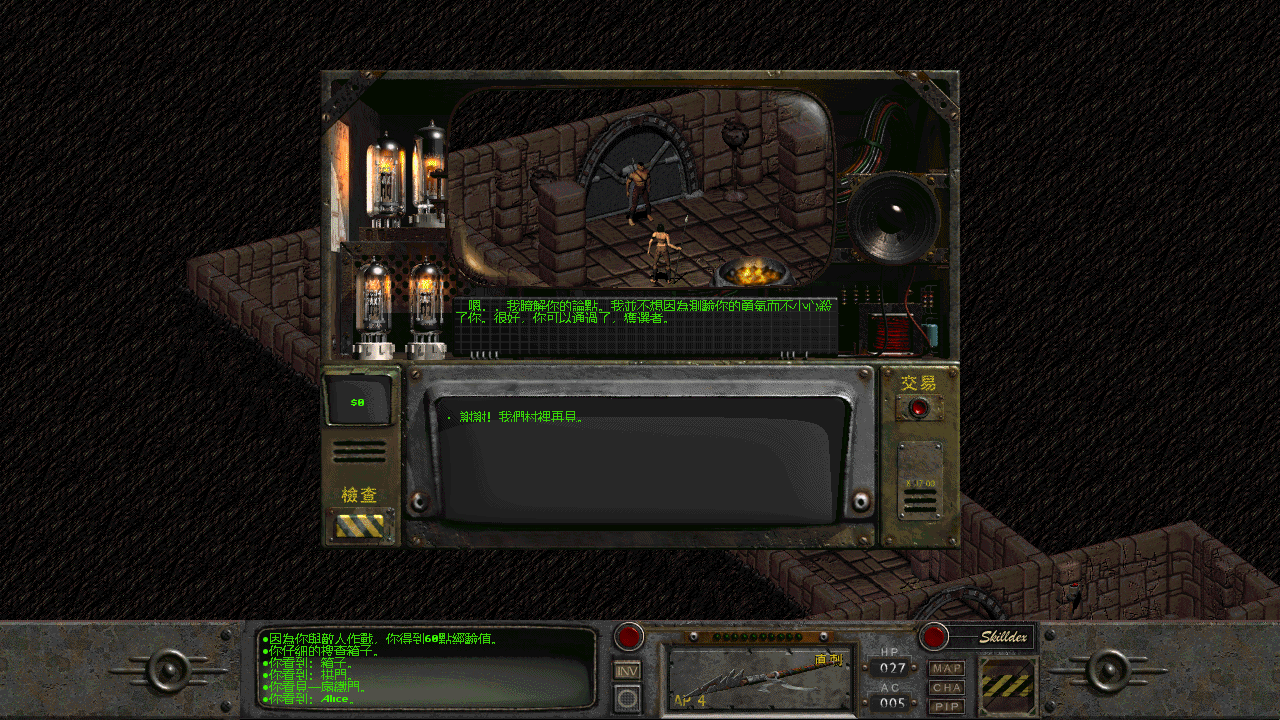 嗯。。我瞭解你的論點。我並不想因為測驗你的勇氣而不小心殺
了你。很好，你可以通過了，獲選者。
$0
交易
· 謝謝！我們村裡再見。
檢查
●因為你與敵人作戰，你得到60點經驗值。
●你仔細的搜查箱子。
●你看到：箱子。
●你看到：拱門。
●你看見一扇鐵門。
●你看到：Alice。
INV
直刺
AP 4
Skilldex
HP
027
AC
005
MAP
CHA
PIP